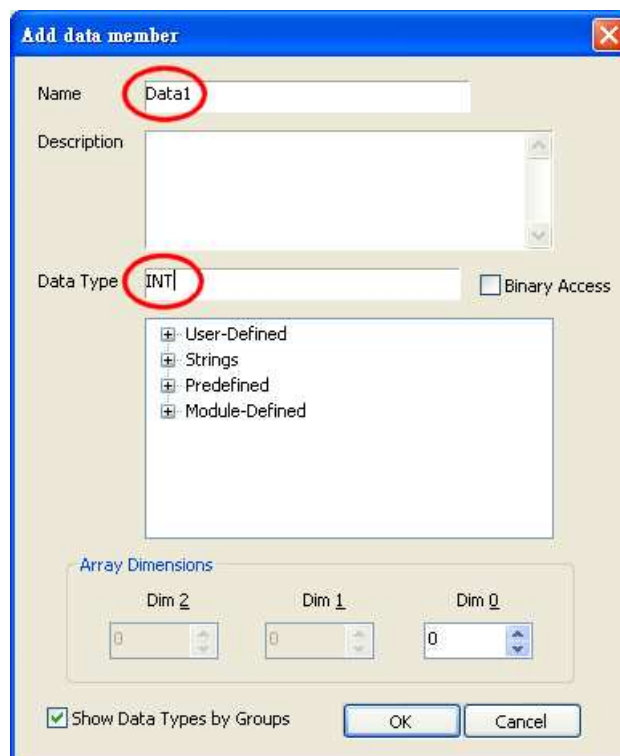 Add data member
Name Data1
Description
Data Type INT Binary Access
User-Defined
Strings
Predefined
Module-Defined
Array Dimensions
Dim 2 Dim 1 Dim 0
0 0 0
Show Data Types by Groups OK Cancel